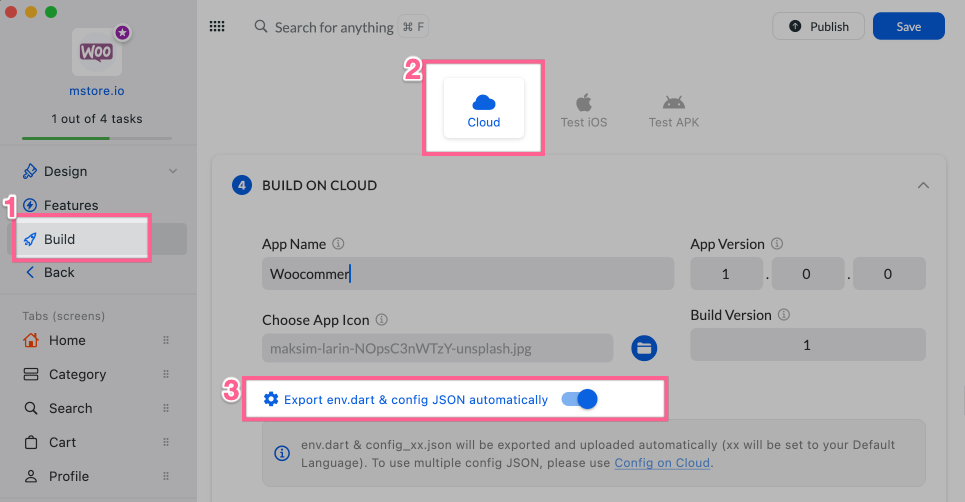 Search for anything ⌘ F
Publish
Save
WOO
mstore.io
1 out of 4 tasks
1
Design
Features
Build
Back
Tabs (screens)
Home
Category
Search
Cart
Profile
2
Cloud
Test iOS
Test APK
4 BUILD ON CLOUD
App Name
Woocommer
App Version
1 . 0 . 0
Choose App Icon
maksim-larin-NOpsC3nWTzY-unsplash.jpg
Build Version
1
3
Export env.dart & config JSON automatically
env.dart & config_xx.json will be exported and uploaded automatically (xx will be set to your Default
Language). To use multiple config JSON, please use Config on Cloud.